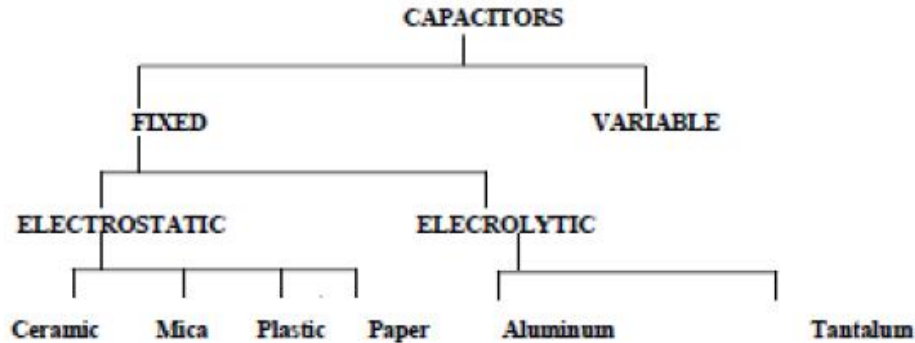 CAPACITORS
FIXED VARIABLE
ELECTROSTATIC ELECROLYTIC
Ceramic Mica Plastic Paper Aluminum Tantalum